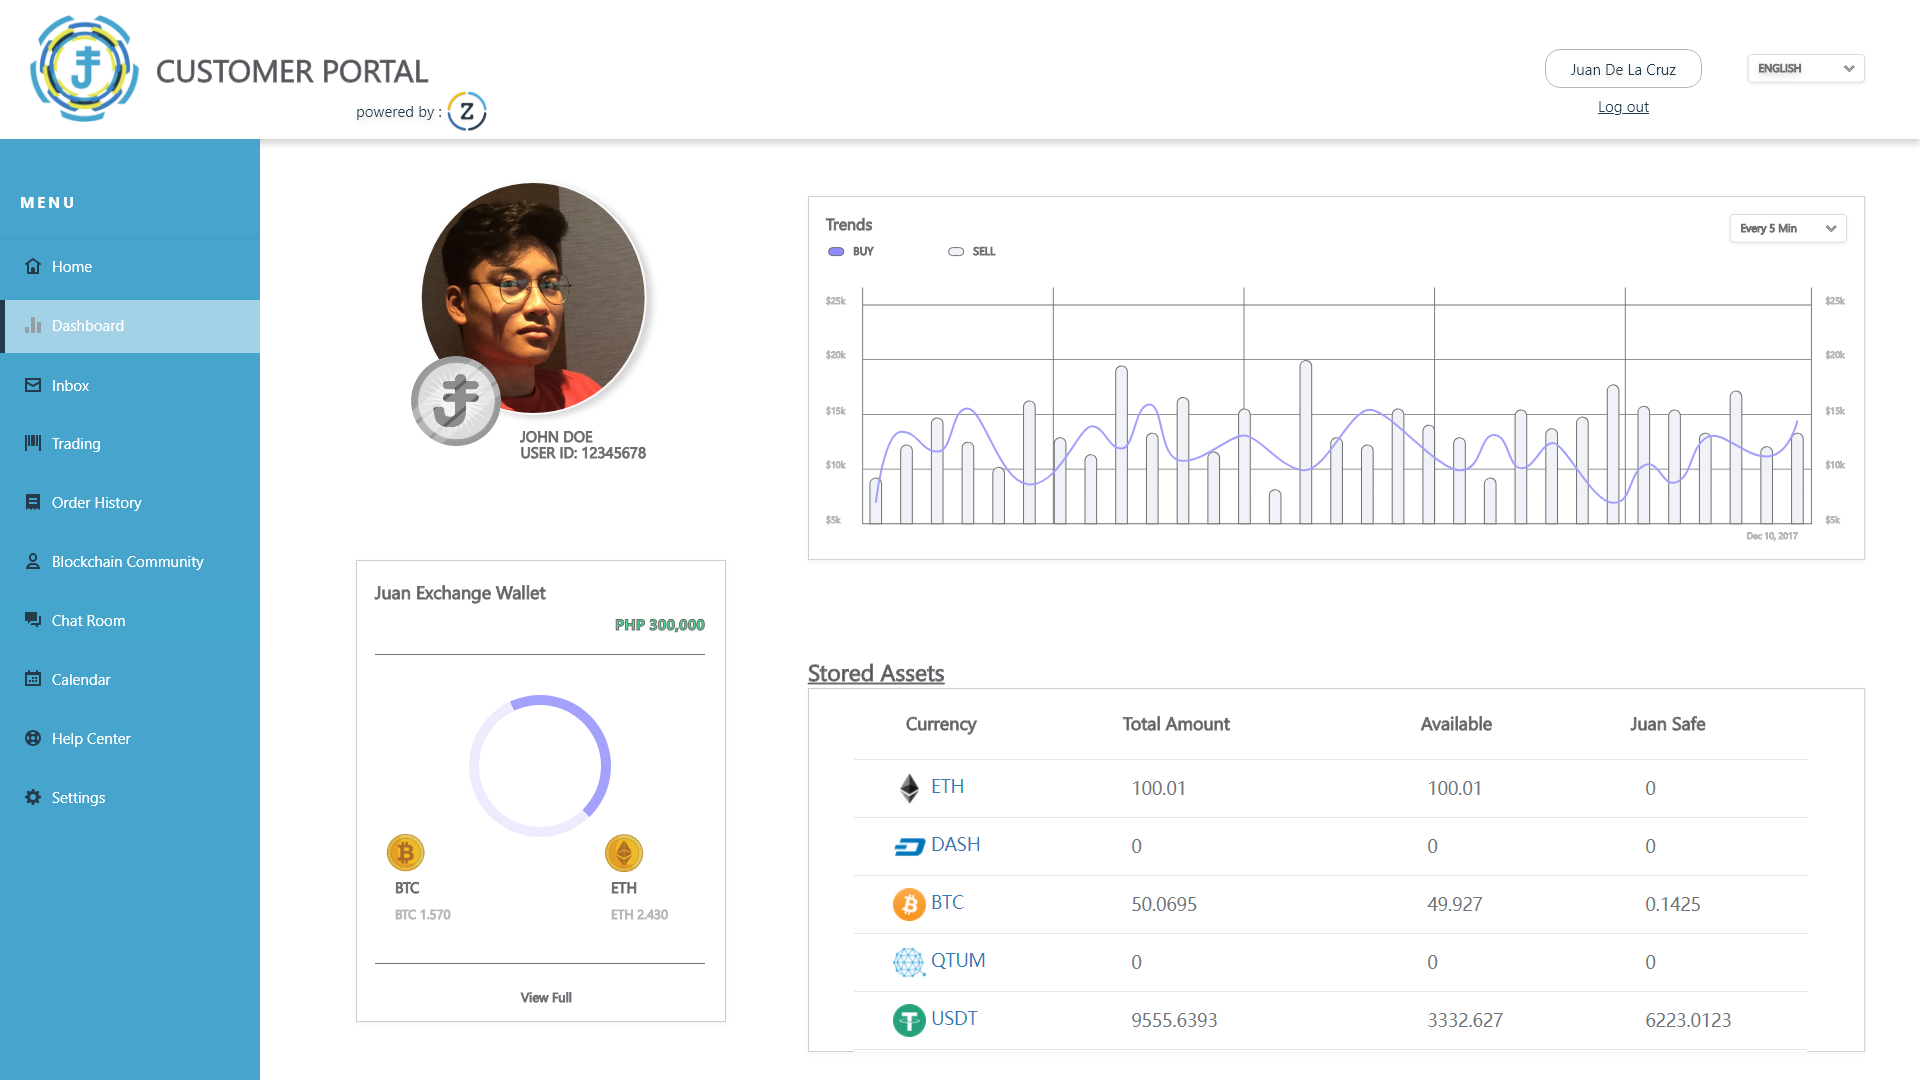 CUSTOMER PORTAL
powered by : Z
Juan De La Cruz
Log out
ENGLISH
MENU
Home
Dashboard
Inbox
Trading
Order History
Blockchain Community
Chat Room
Calendar
Help Center
Settings
JOHN DOE
USER ID: 12345678
Trends
Every 5 Min
BUY SELL
$25k $25k
$20k $20k
$15k $15k
$10k $10k
$5k $5k
Dec 10, 2017
Juan Exchange Wallet
PHP 300,000
BTC ETH
BTC 1.570 ETH 2.430
View Full
Stored Assets
Currency Total Amount Available Juan Safe
ETH 100.01 100.01 0
DASH 0 0 0
BTC 50.0695 49.927 0.1425
QTUM 0 0 0
USDT 9555.6393 3332.627 6223.0123